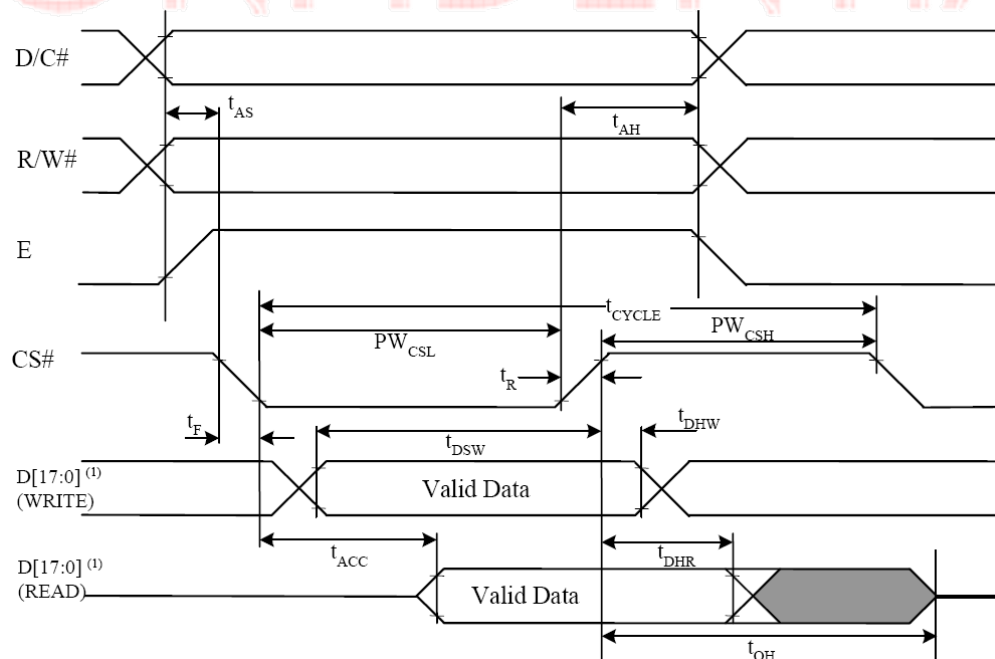 D/C#
t_AS
t_AH
R/W#
E
t_CYCLE
PW_CSL
PW_CSH
CS#
t_R
t_F
t_DHW
t_DSW
D[17:0] (1)
(WRITE)
Valid Data
t_ACC
t_DHR
D[17:0] (1)
(READ)
Valid Data
t_OH